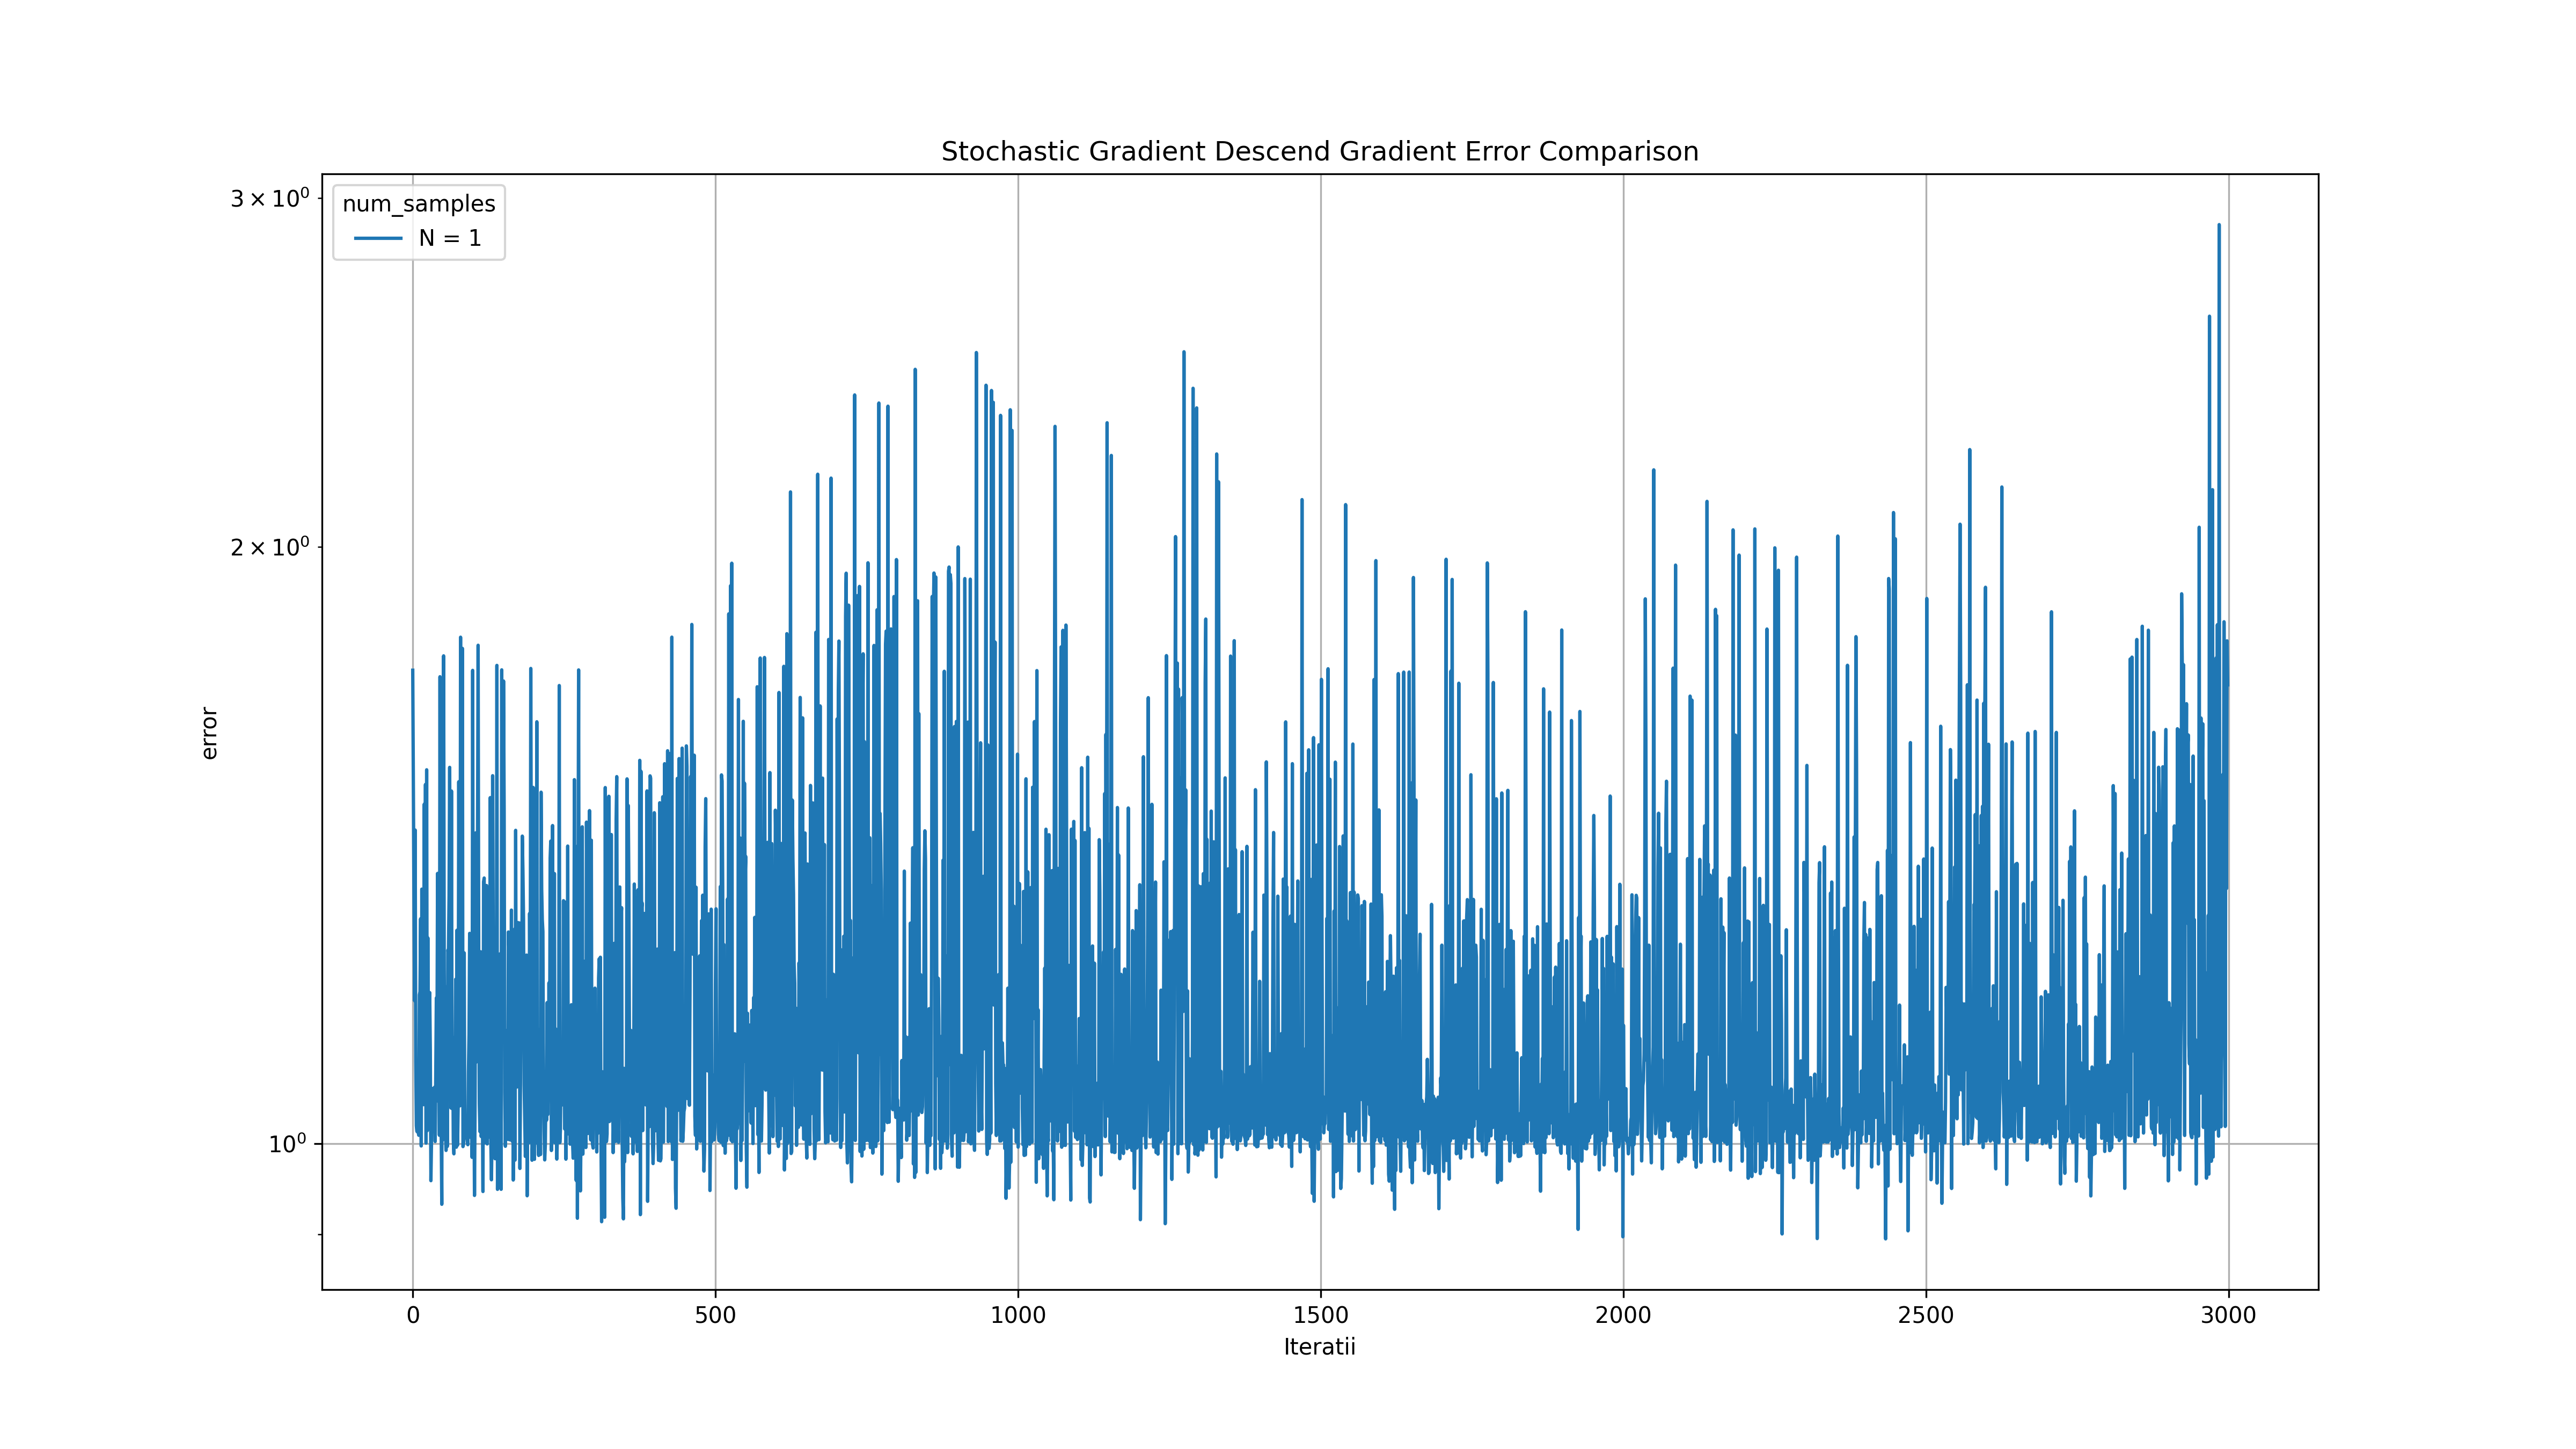 Stochastic Gradient Descend Gradient Error Comparison
num_samples
N = 1
3 × 10⁰
2 × 10⁰
10⁰
error
0 500 1000 1500 2000 2500 3000
Iteratii